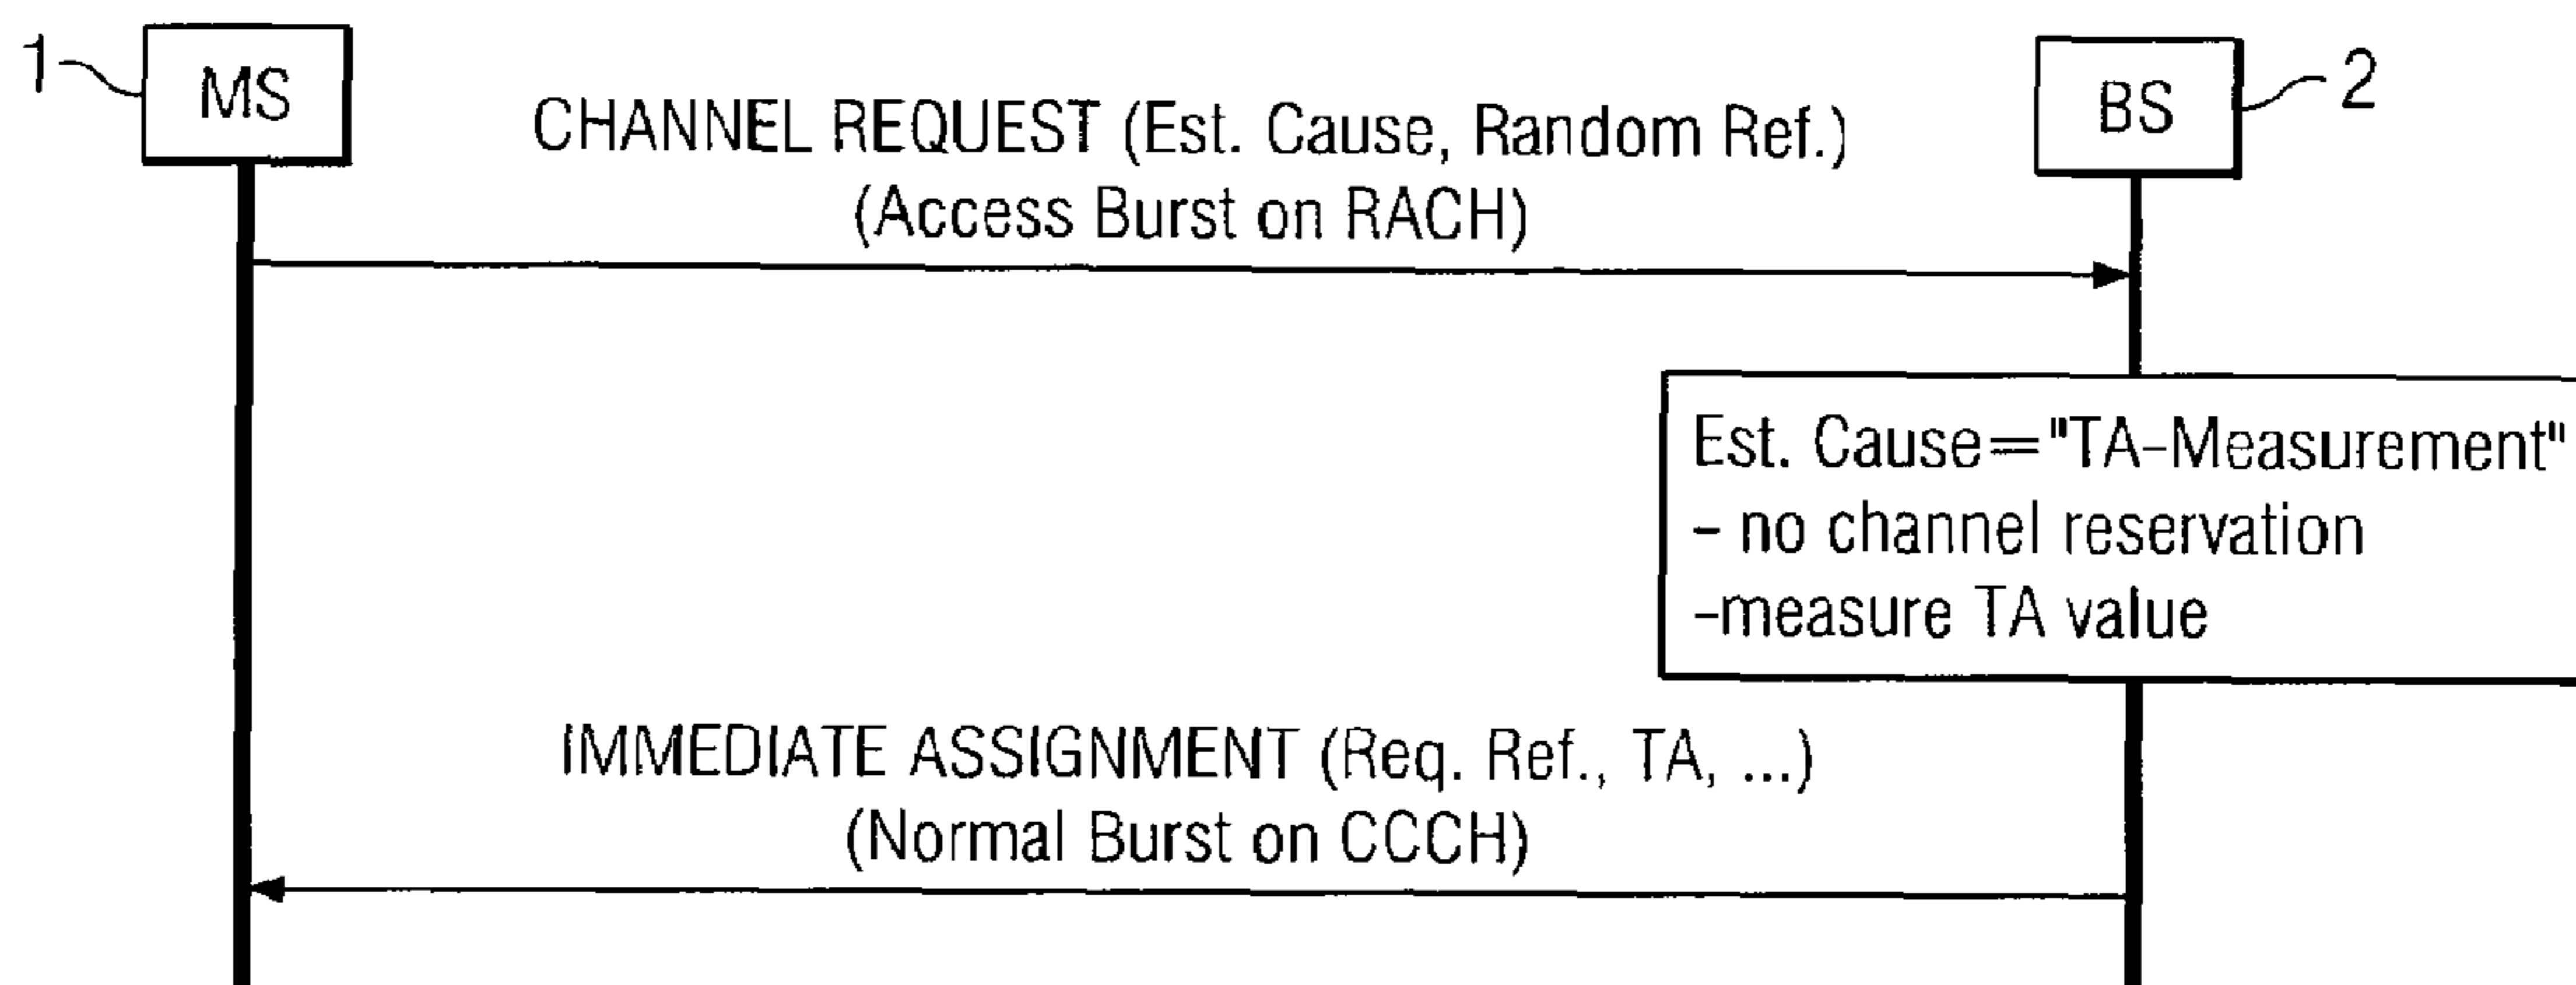 1
MS
BS
2
CHANNEL REQUEST (Est. Cause, Random Ref.)
(Access Burst on RACH)
Est. Cause="TA-Measurement"
- no channel reservation
-measure TA value
IMMEDIATE ASSIGNMENT (Req. Ref., TA, ...)
(Normal Burst on CCCH)